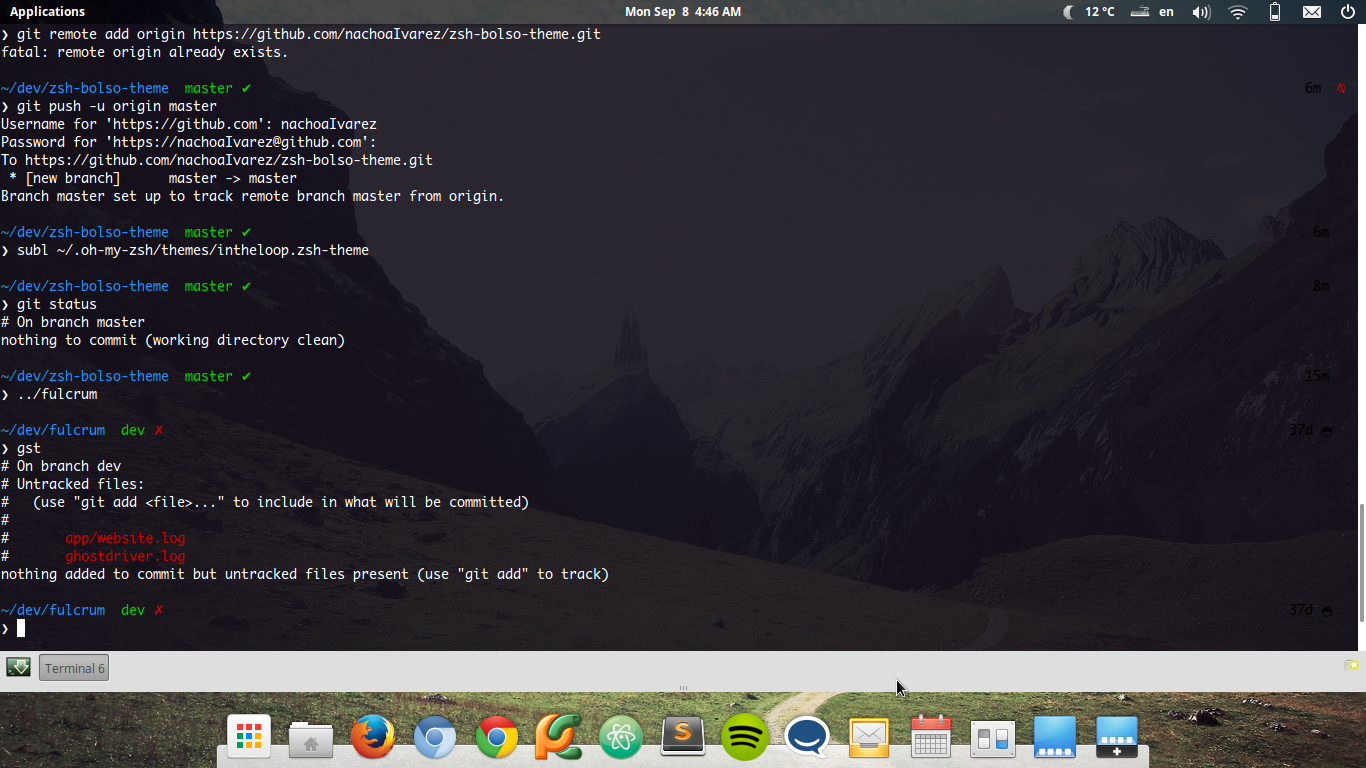 Applications Mon Sep 8 4:46 AM 12 °C en
❯ git remote add origin https://github.com/nachoaIvarez/zsh-bolso-theme.git
fatal: remote origin already exists.
~/dev/zsh-bolso-theme master ✔ 6m
❯ git push -u origin master
Username for 'https://github.com': nachoaIvarez
Password for 'https://nachoaIvarez@github.com':
To https://github.com/nachoaIvarez/zsh-bolso-theme.git
* [new branch] master -> master
Branch master set up to track remote branch master from origin.
~/dev/zsh-bolso-theme master ✔ 6m
❯ subl ~/.oh-my-zsh/themes/intheloop.zsh-theme
~/dev/zsh-bolso-theme master ✔ 8m
❯ git status
# On branch master
nothing to commit (working directory clean)
~/dev/zsh-bolso-theme master ✔ 15m
❯ ../fulcrum
~/dev/fulcrum dev ✗ 37d
❯ gst
# On branch dev
# Untracked files:
# (use "git add <file>..." to include in what will be committed)
#
# app/website.log
# ghostdriver.log
nothing added to commit but untracked files present (use "git add" to track)
~/dev/fulcrum dev ✗ 37d
❯
Terminal 6
S